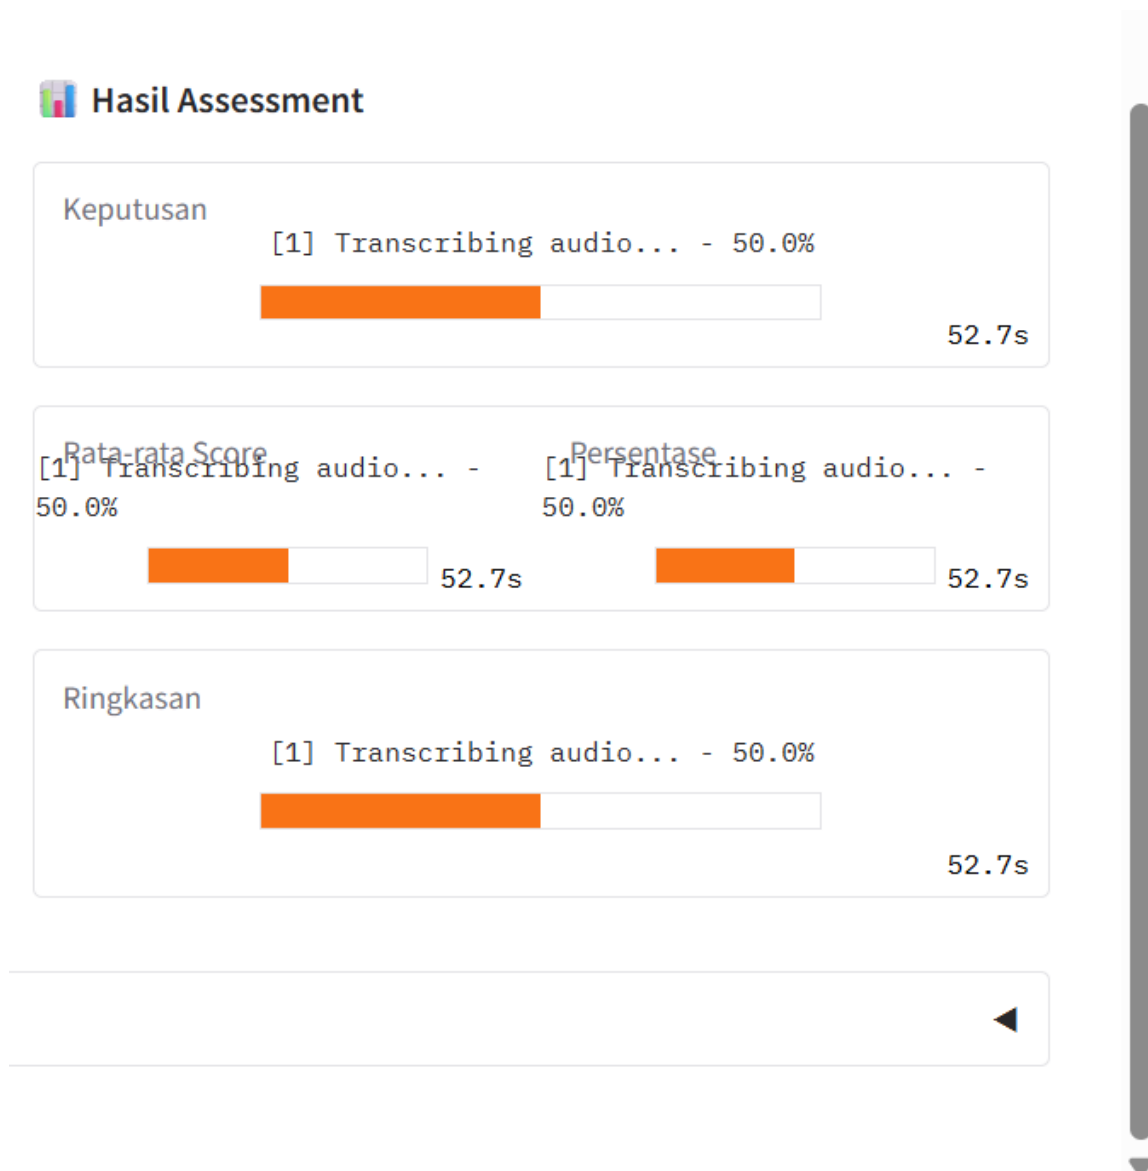 Hasil Assessment
Keputusan
[1] Transcribing audio... - 50.0%
52.7s
Rata-rata Score
[1] Transcribing audio... -
50.0%
52.7s
Persentase
[1] Transcribing audio... -
50.0%
52.7s
Ringkasan
[1] Transcribing audio... - 50.0%
52.7s